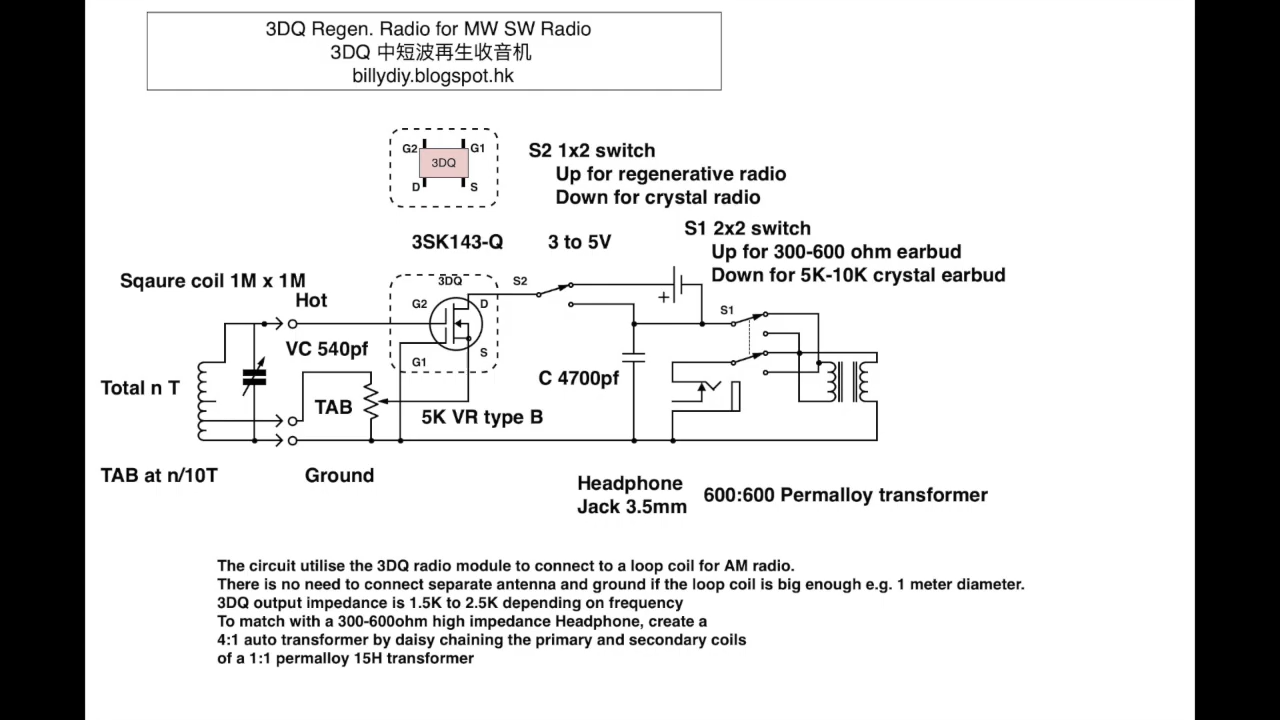 3DQ Regen. Radio for MW SW Radio
3DQ 中短波再生收音机
billydiy.blogspot.hk
G2
G1
3DQ
D
S
S2 1x2 switch
Up for regenerative radio
Down for crystal radio
3SK143-Q
3 to 5V
S1 2x2 switch
Up for 300-600 ohm earbud
Down for 5K-10K crystal earbud
Sqaure coil 1M x 1M
Hot
3DQ
S2
G2
D
+
S1
VC 540pf
G1
S
C 4700pf
Total n T
TAB
5K VR type B
TAB at n/10T
Ground
Headphone
Jack 3.5mm
600:600 Permalloy transformer
The circuit utilise the 3DQ radio module to connect to a loop coil for AM radio.
There is no need to connect separate antenna and ground if the loop coil is big enough e.g. 1 meter diameter.
3DQ output impedance is 1.5K to 2.5K depending on frequency
To match with a 300-600ohm high impedance Headphone, create a
4:1 auto transformer by daisy chaining the primary and secondary coils
of a 1:1 permalloy 15H transformer